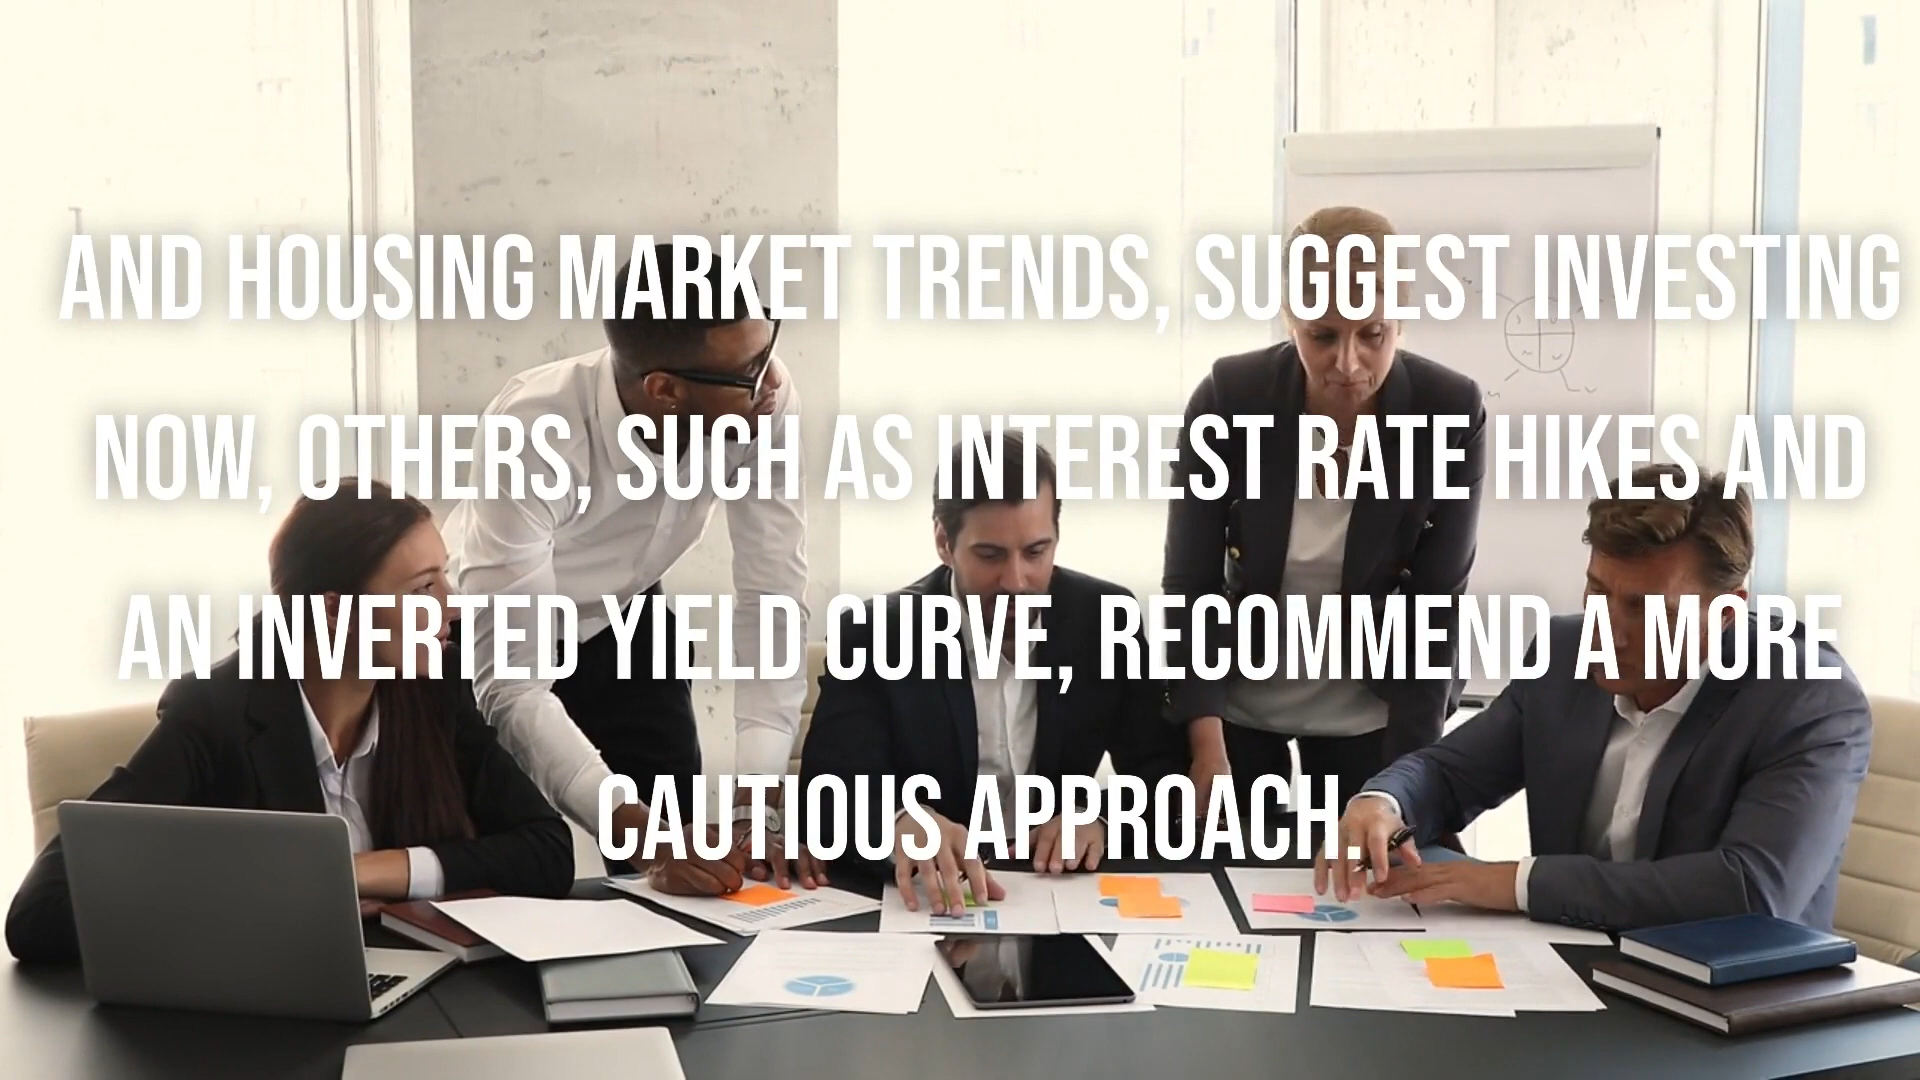 AND HOUSING MARKET TRENDS, SUGGEST INVESTING
NOW, OTHERS, SUCH AS INTEREST RATE HIKES AND
AN INVERTED YIELD CURVE, RECOMMEND A MORE
CAUTIOUS APPROACH.